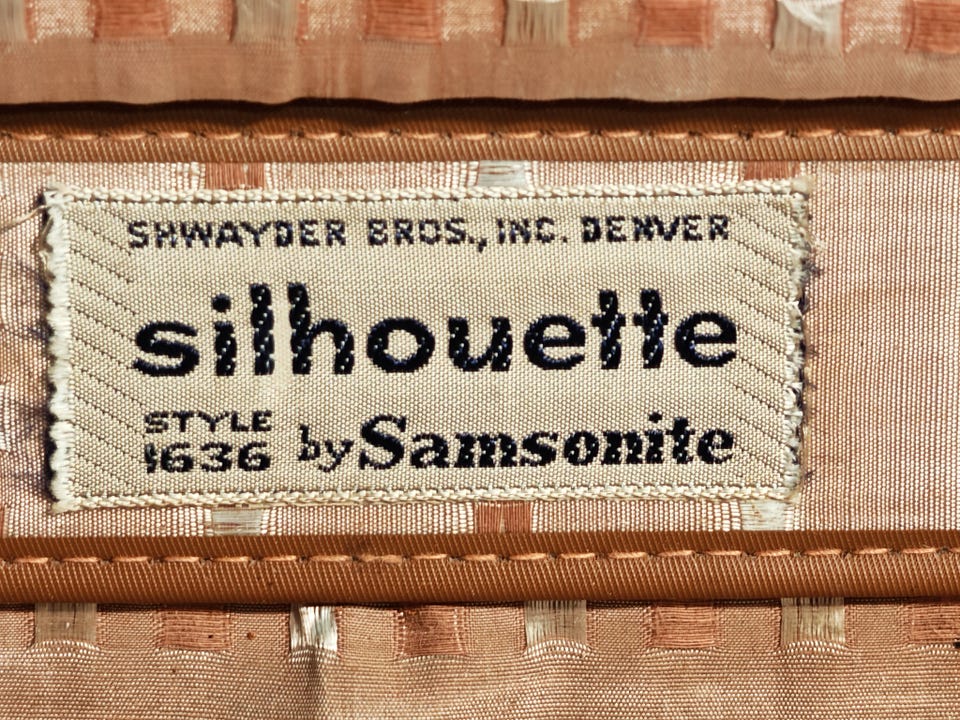 SHWAYDER BROS., INC. DENVER
silhouette
STYLE
1636
by Samsonite